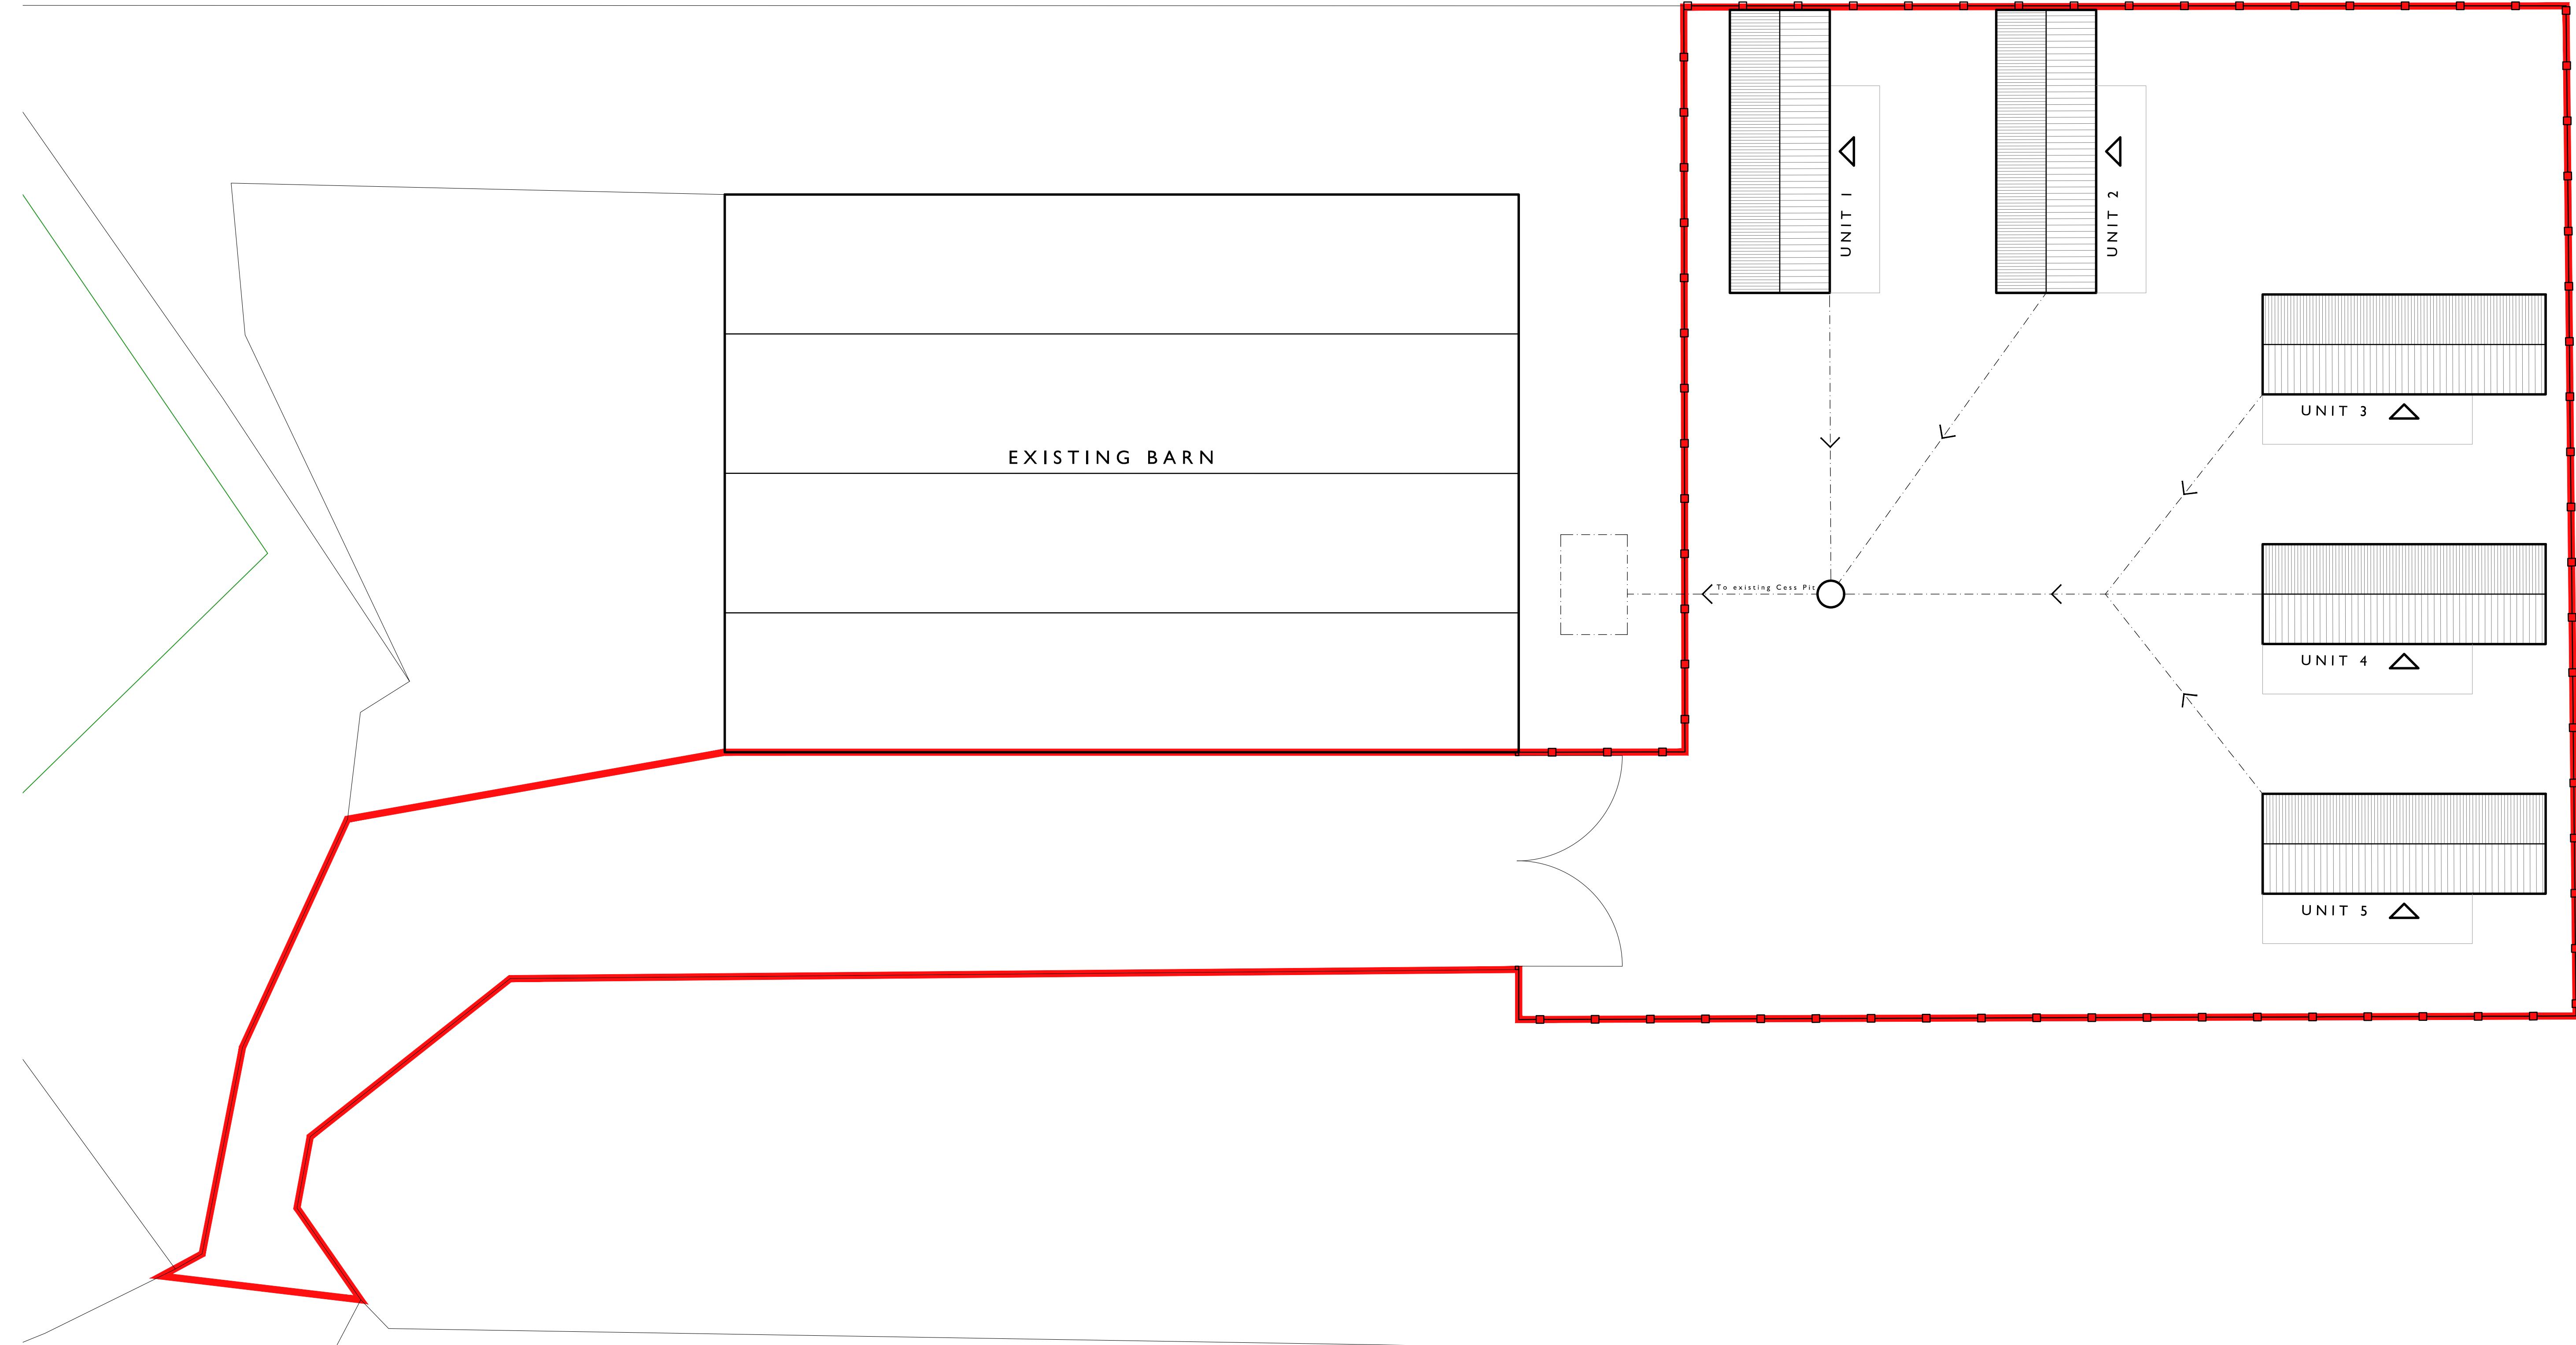 UNIT 1
UNIT 2
UNIT 3
EXISTING BARN
To existing Cess Pit
UNIT 4
UNIT 5